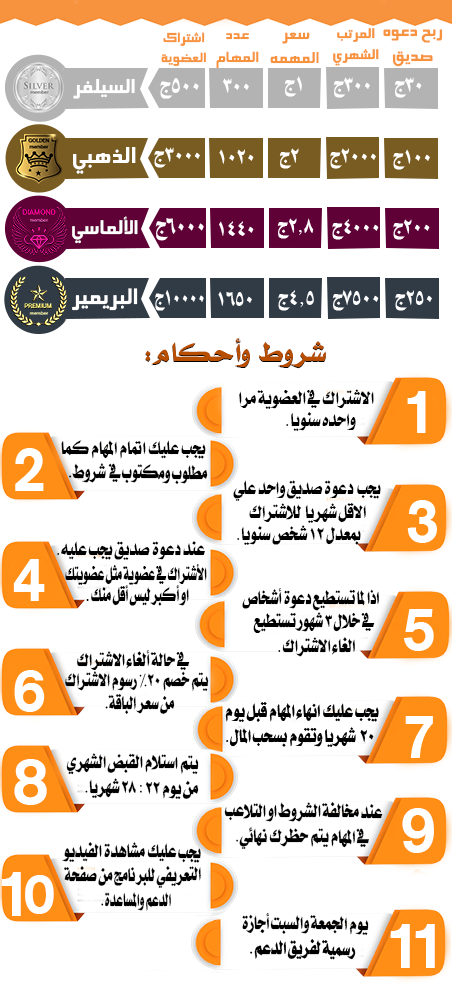 ربح دعوه صديق
المرتب الشهري
سعر المهمه
عدد المهام
اشتراك العضوية
٣٠ج ٣٠٠ج ١ج ٣٠٠ ٥٠٠ج السيلفر
SILVER
member
١٠٠ج ٢٠٠٠ج ٢ج ١٠٢٠ ٣٠٠٠ج الذهبي
GOLDEN
member
٢٠٠ج ٤٠٠٠ج ٢,٨ج ١٤٤٠ ٦٠٠٠ج الألماسي
DIAMOND
member
٢٥٠ج ٧٥٠٠ج ٤,٥ج ١٦٥٠ ١٠٠٠٠ج البريمير
PREMIUM
member
شروط وأحكام:
1
الاشتراك في العضوية مرا
واحده سنويا.
2
يجب عليك اتمام المهام كما
مطلوب ومكتوب في شروط.
3
يجب دعوة صديق واحد علي
الاقل شهريا للاشتراك
بمعدل ١٢ شخص سنويا.
4
عند دعوة صديق يجب عليه
الأشتراك في عضوية مثل عضويتك
او أكبر ليس أقل منك.
5
اذا لما تستطيع دعوة أشخاص
في خلال ٣ شهور تستطيع
الغاء الاشتراك.
6
في حالة ألغاء الاشتراك
يتم خصم ٢٠٪ رسوم الاشتراك
من سعر الباقة.
7
يجب عليك انهاء المهام قبل يوم
٢٠ شهريا وتقوم بسحب المال.
8
يتم استلام القبض الشهري
من يوم ٢٢ : ٢٨ شهريا.
9
عند مخالفة الشروط او التلاعب
في المهام يتم حظرك نهائي.
10
يجب عليك مشاهدة الفيديو
التعريفي للبرنامج من صفحة
الدعم والمساعدة.
11
يوم الجمعة والسبت أجازة
رسمية لفريق الدعم.